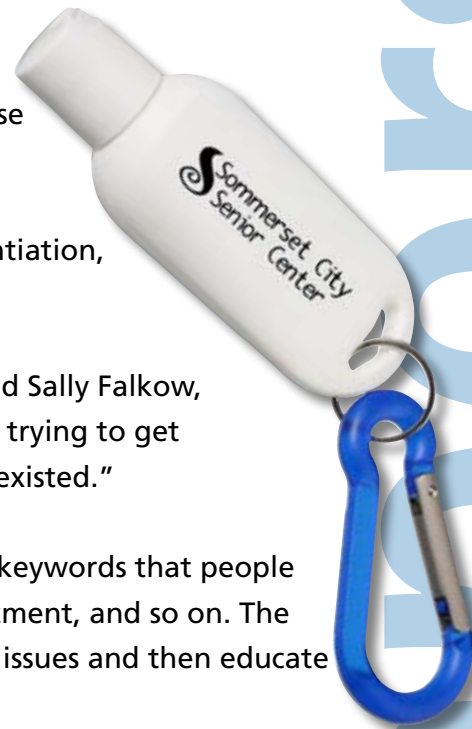 se
Sommerset City
Senior Center
ntiation,
d Sally Falkow,
trying to get
existed.”
keywords that people
tment, and so on. The
issues and then educate